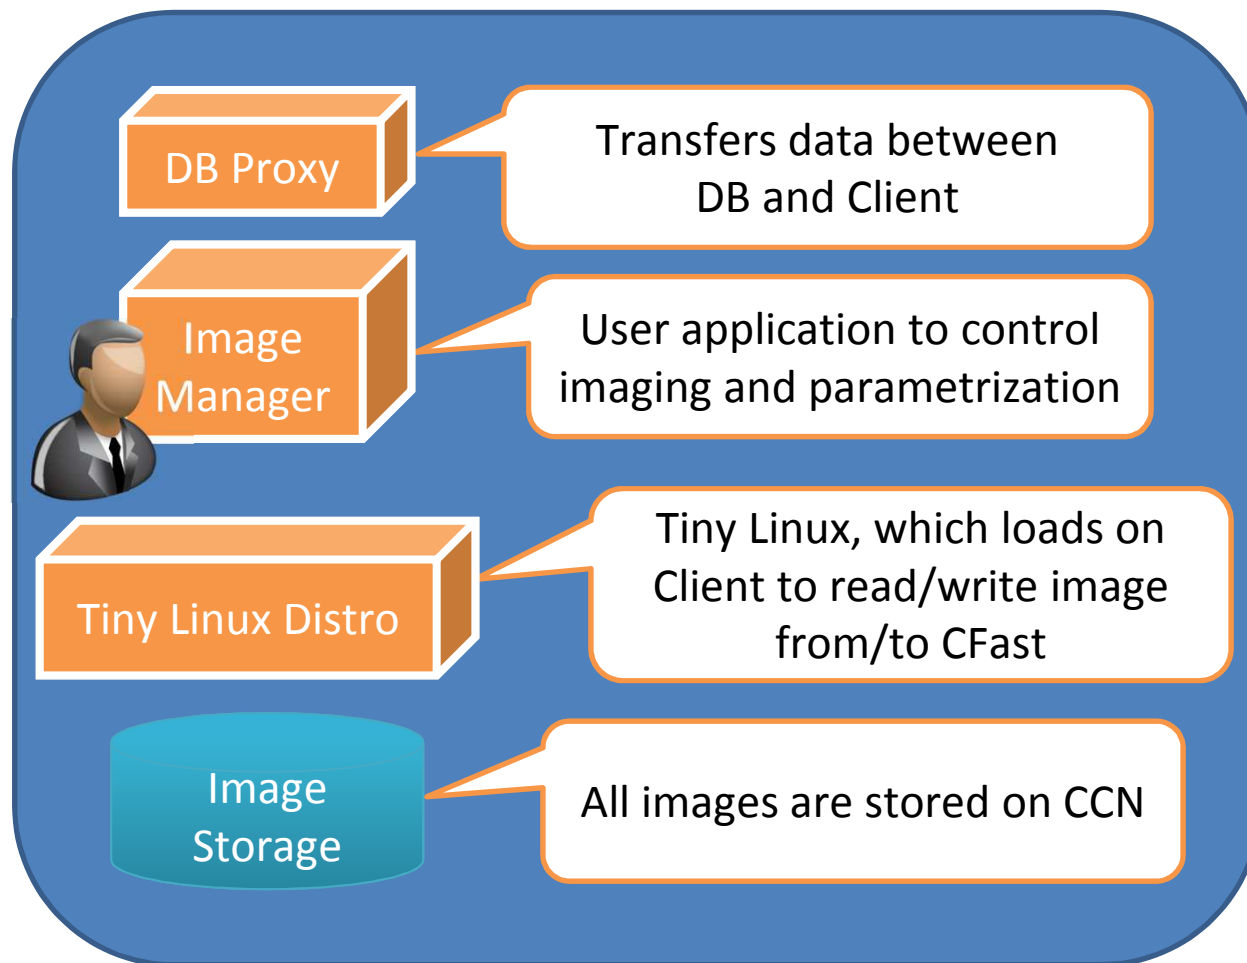 DB Proxy
Transfers data between
DB and Client
Image
Manager
User application to control
imaging and parametrization
Tiny Linux Distro
Tiny Linux, which loads on
Client to read/write image
from/to CFast
Image
Storage
All images are stored on CCN